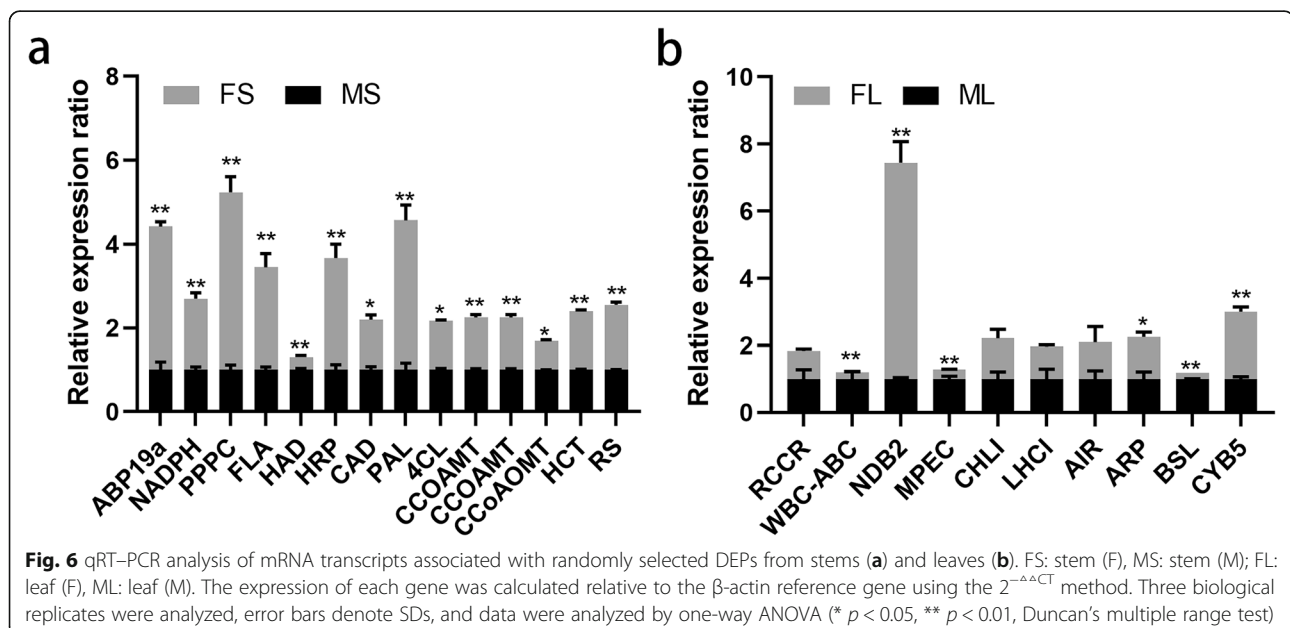 a
b
Relative expression ratio
8
6
4
2
0
FS MS
** ** ** ** ** ** * ** * ** ** * ** **
ABP19a NADPH PPPC FLA HAD HRP CAD PAL 4CL CCOAMT CCOAMT CCoAOMT HCT RS
Relative expression ratio
10
8
6
4
2
0
FL ML
** ** ** * ** **
RCCR WBC-ABC NDB2 MPEC CHLI LHCI AIR ARP BSL CYB5
Fig. 6 qRT–PCR analysis of mRNA transcripts associated with randomly selected DEPs from stems (a) and leaves (b). FS: stem (F), MS: stem (M); FL:
leaf (F), ML: leaf (M). The expression of each gene was calculated relative to the β-actin reference gene using the 2⁻ᐞᐞCT method. Three biological
replicates were analyzed, error bars denote SDs, and data were analyzed by one-way ANOVA (* p < 0.05, ** p < 0.01, Duncan's multiple range test)